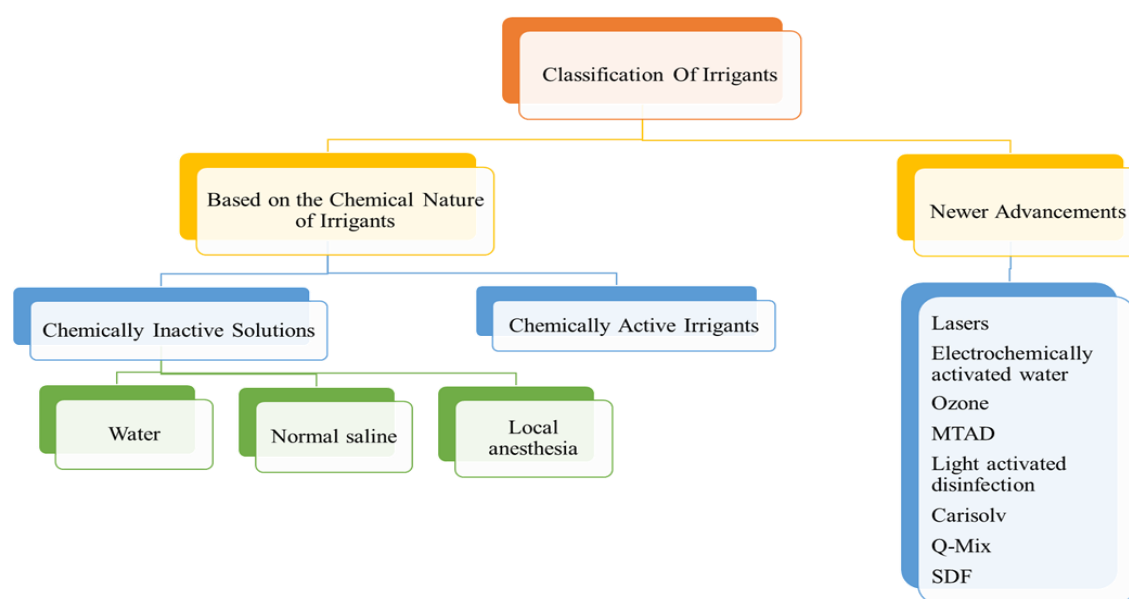 Classification Of Irrigants
Based on the Chemical Nature
of Irrigants
Newer Advancements
Chemically Inactive Solutions
Chemically Active Irrigants
Water
Normal saline
Local
anesthesia
Lasers
Electrochemically
activated water
Ozone
MTAD
Light activated
disinfection
Carisolv
Q-Mix
SDF